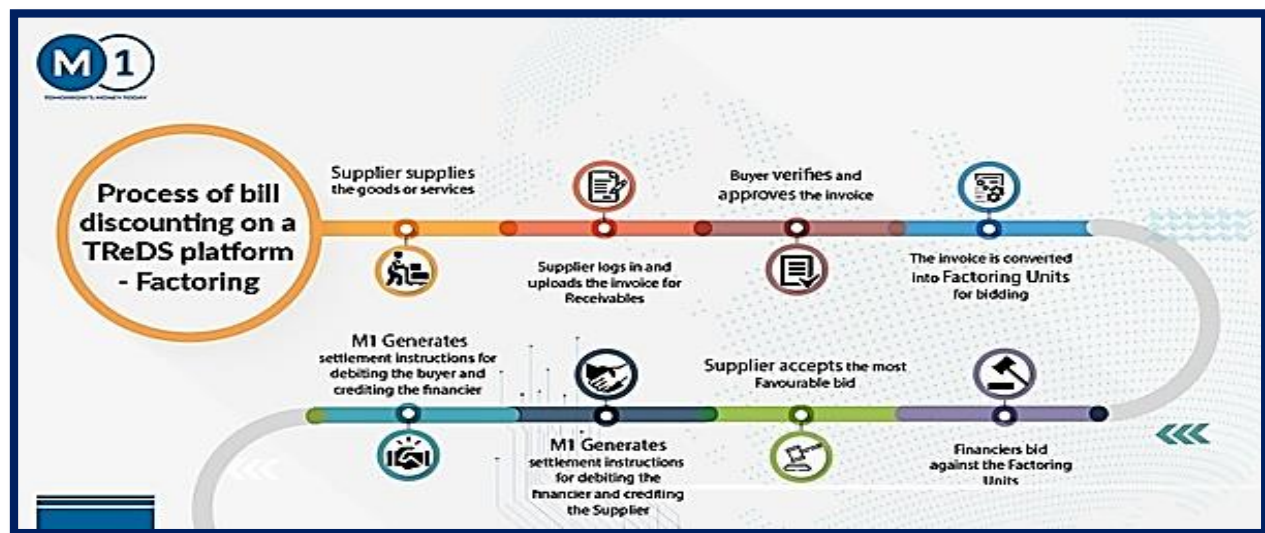 M1
TOMORROW'S MONEY TODAY
Process of bill
discounting on a
TReDS platform
- Factoring
Supplier supplies
the goods or services
Supplier logs in and
uploads the invoice for
Receivables
Buyer verifies and
approves the invoice
The invoice is converted
into Factoring Units
for bidding
Financiers bid
against the Factoring
Units
Supplier accepts the most
Favourable bid
M1 Generates
settlement instructions
for debiting the
financier and crediting
the Supplier
M1 Generates
settlement instructions for
debiting the buyer and
crediting the financier